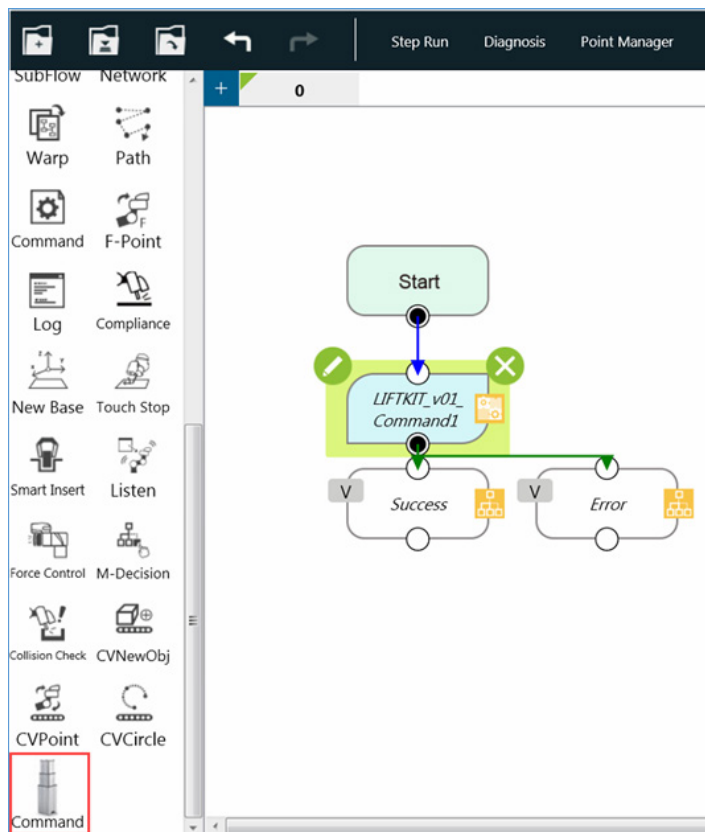 Step Run Diagnosis Point Manager
SubFlow Network
+ 0
Warp Path
Command F-Point
Log Compliance
New Base Touch Stop
Smart Insert Listen
Force Control M-Decision
Collision Check CVNewObj
CVPoint CVCircle
Command
Start
LIFTKIT_v01_
Command1
V Success
V Error